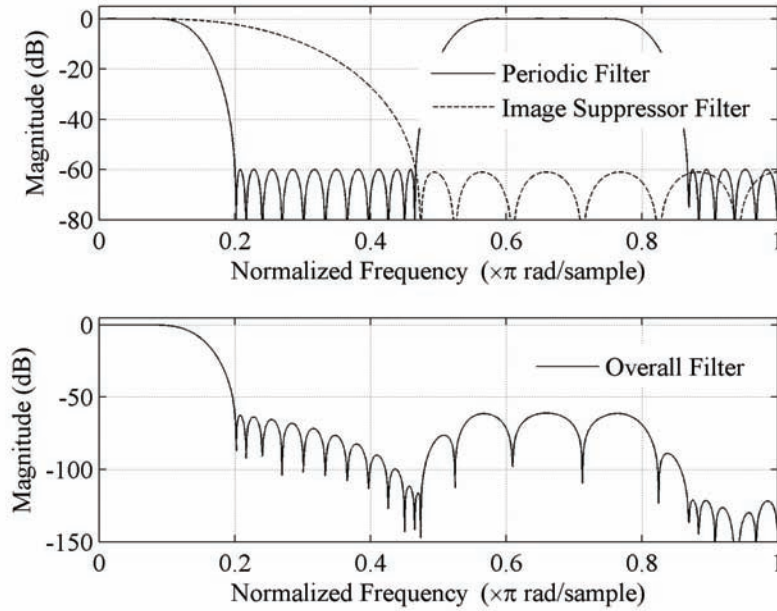 0
-20
-40
-60
-80
Magnitude (dB)
Periodic Filter
Image Suppressor Filter
0 0.2 0.4 0.6 0.8 1
Normalized Frequency (×π rad/sample)
0
-50
-100
-150
Magnitude (dB)
Overall Filter
0 0.2 0.4 0.6 0.8 1
Normalized Frequency (×π rad/sample)